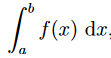 ∫_a^b f(x) dx,